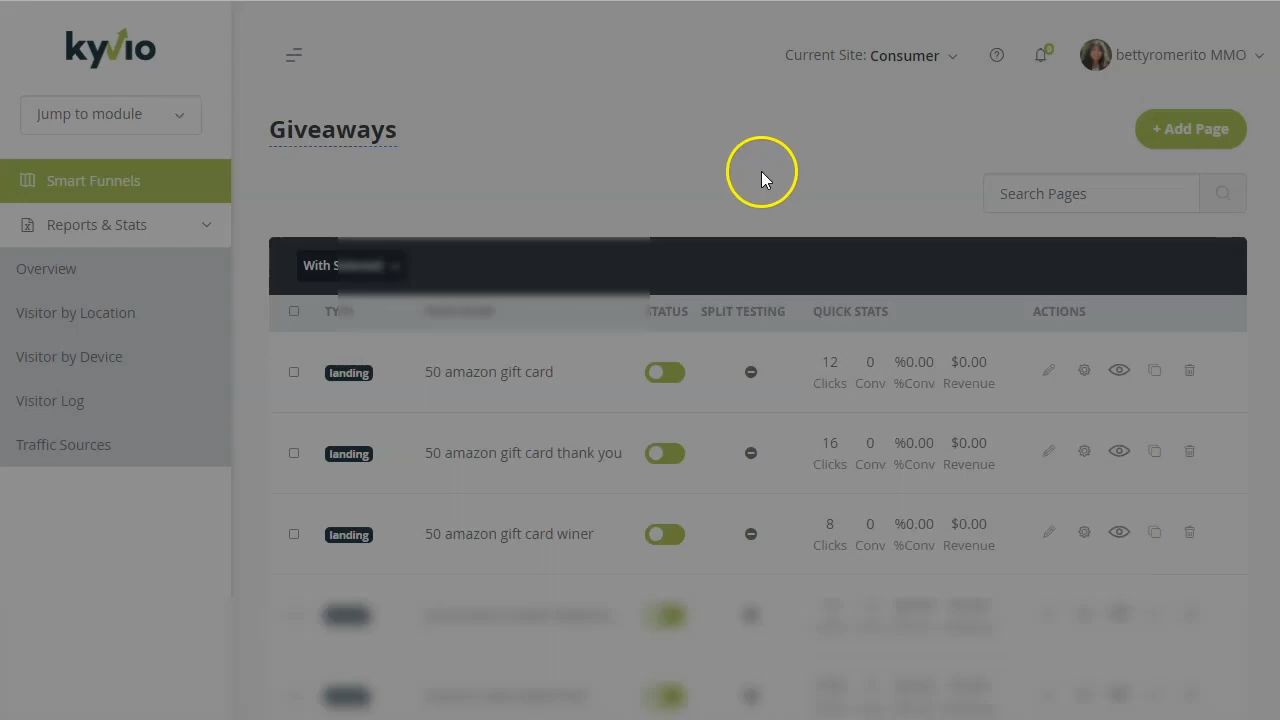 kyvio
Current Site: Consumer
0
bettyromerito MMO
Jump to module
Giveaways
+ Add Page
Smart Funnels
Search Pages
Reports & Stats
Overview
With
STATUS SPLIT TESTING QUICK STATS ACTIONS
Visitor by Location
Visitor by Device
Visitor Log
Traffic Sources
landing 50 amazon gift card 12 0 %0.00 $0.00
Clicks Conv %Conv Revenue
landing 50 amazon gift card thank you 16 0 %0.00 $0.00
Clicks Conv %Conv Revenue
landing 50 amazon gift card winer 8 0 %0.00 $0.00
Clicks Conv %Conv Revenue